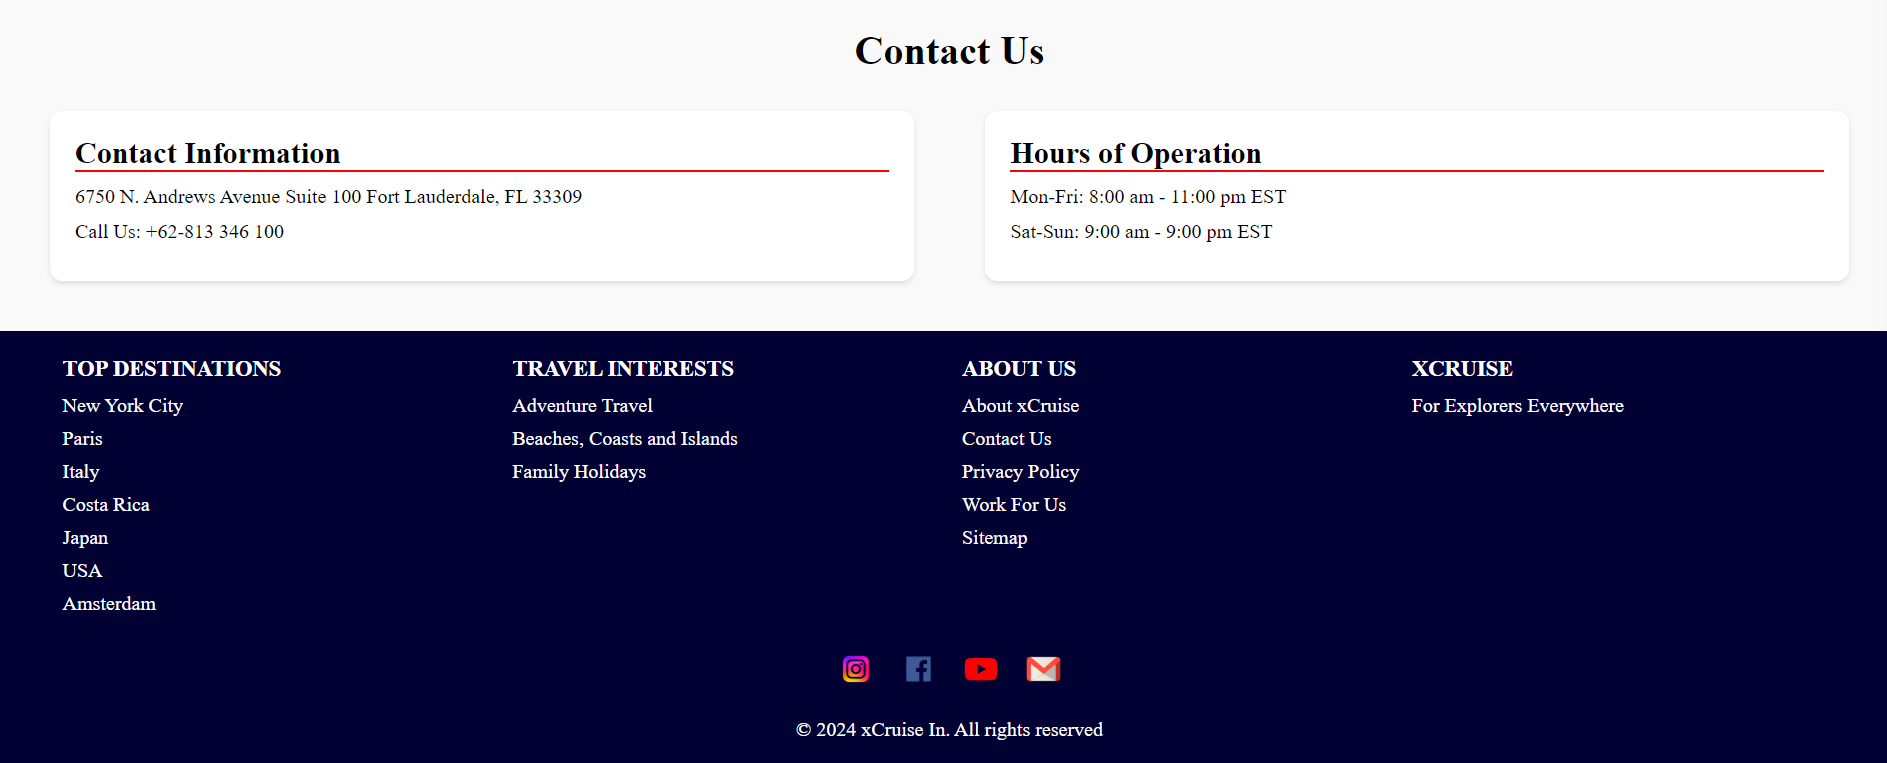 Contact Us
Contact Information
6750 N. Andrews Avenue Suite 100 Fort Lauderdale, FL 33309
Call Us: +62-813 346 100
Hours of Operation
Mon-Fri: 8:00 am - 11:00 pm EST
Sat-Sun: 9:00 am - 9:00 pm EST
TOP DESTINATIONS
New York City
Paris
Italy
Costa Rica
Japan
USA
Amsterdam
TRAVEL INTERESTS
Adventure Travel
Beaches, Coasts and Islands
Family Holidays
ABOUT US
About xCruise
Contact Us
Privacy Policy
Work For Us
Sitemap
XCRUISE
For Explorers Everywhere
© 2024 xCruise In. All rights reserved